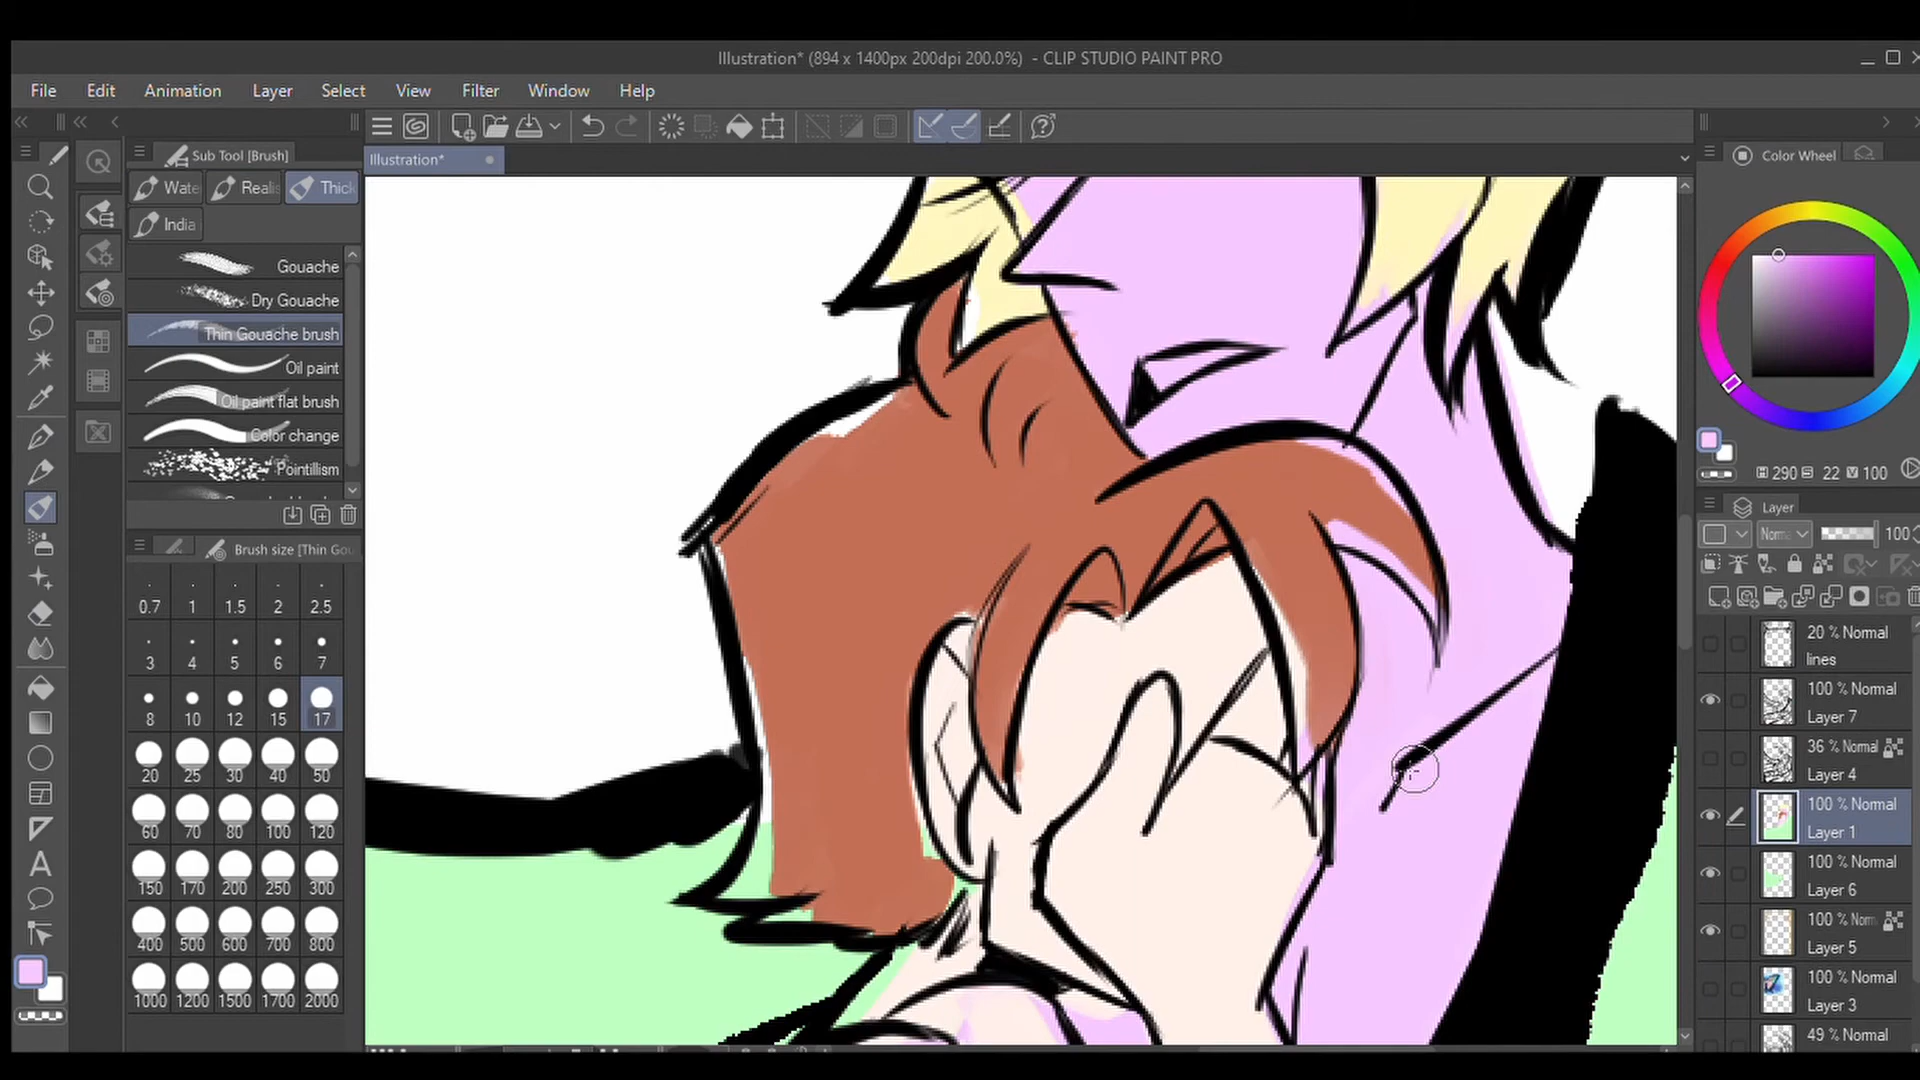 Illustration* (894 x 1400px 200dpi 200.0%) - CLIP STUDIO PAINT PRO
File Edit Animation Layer Select View Filter Window Help
Sub Tool [Brush]
Illustration*
Color Wheel
Wate Realis Thick
India
Gouache
Dry Gouache
Thin Gouache brush
Oil paint
Oil paint flat brush
Color change
Pointillism
Brush size [Thin Gou
0.7 1 1.5 2 2.5
3 4 5 6 7
8 10 12 15 17
20 25 30 40 50
60 70 80 100 120
150 170 200 250 300
400 500 600 700 800
1000 1200 1500 1700 2000
H 290 S 22 V 100
Layer
Norma 100
20 % Normal
lines
100 % Normal
Layer 7
36 % Normal
Layer 4
100 % Normal
Layer 1
100 % Normal
Layer 6
100 % Norm
Layer 5
100 % Normal
Layer 3
49 % Normal